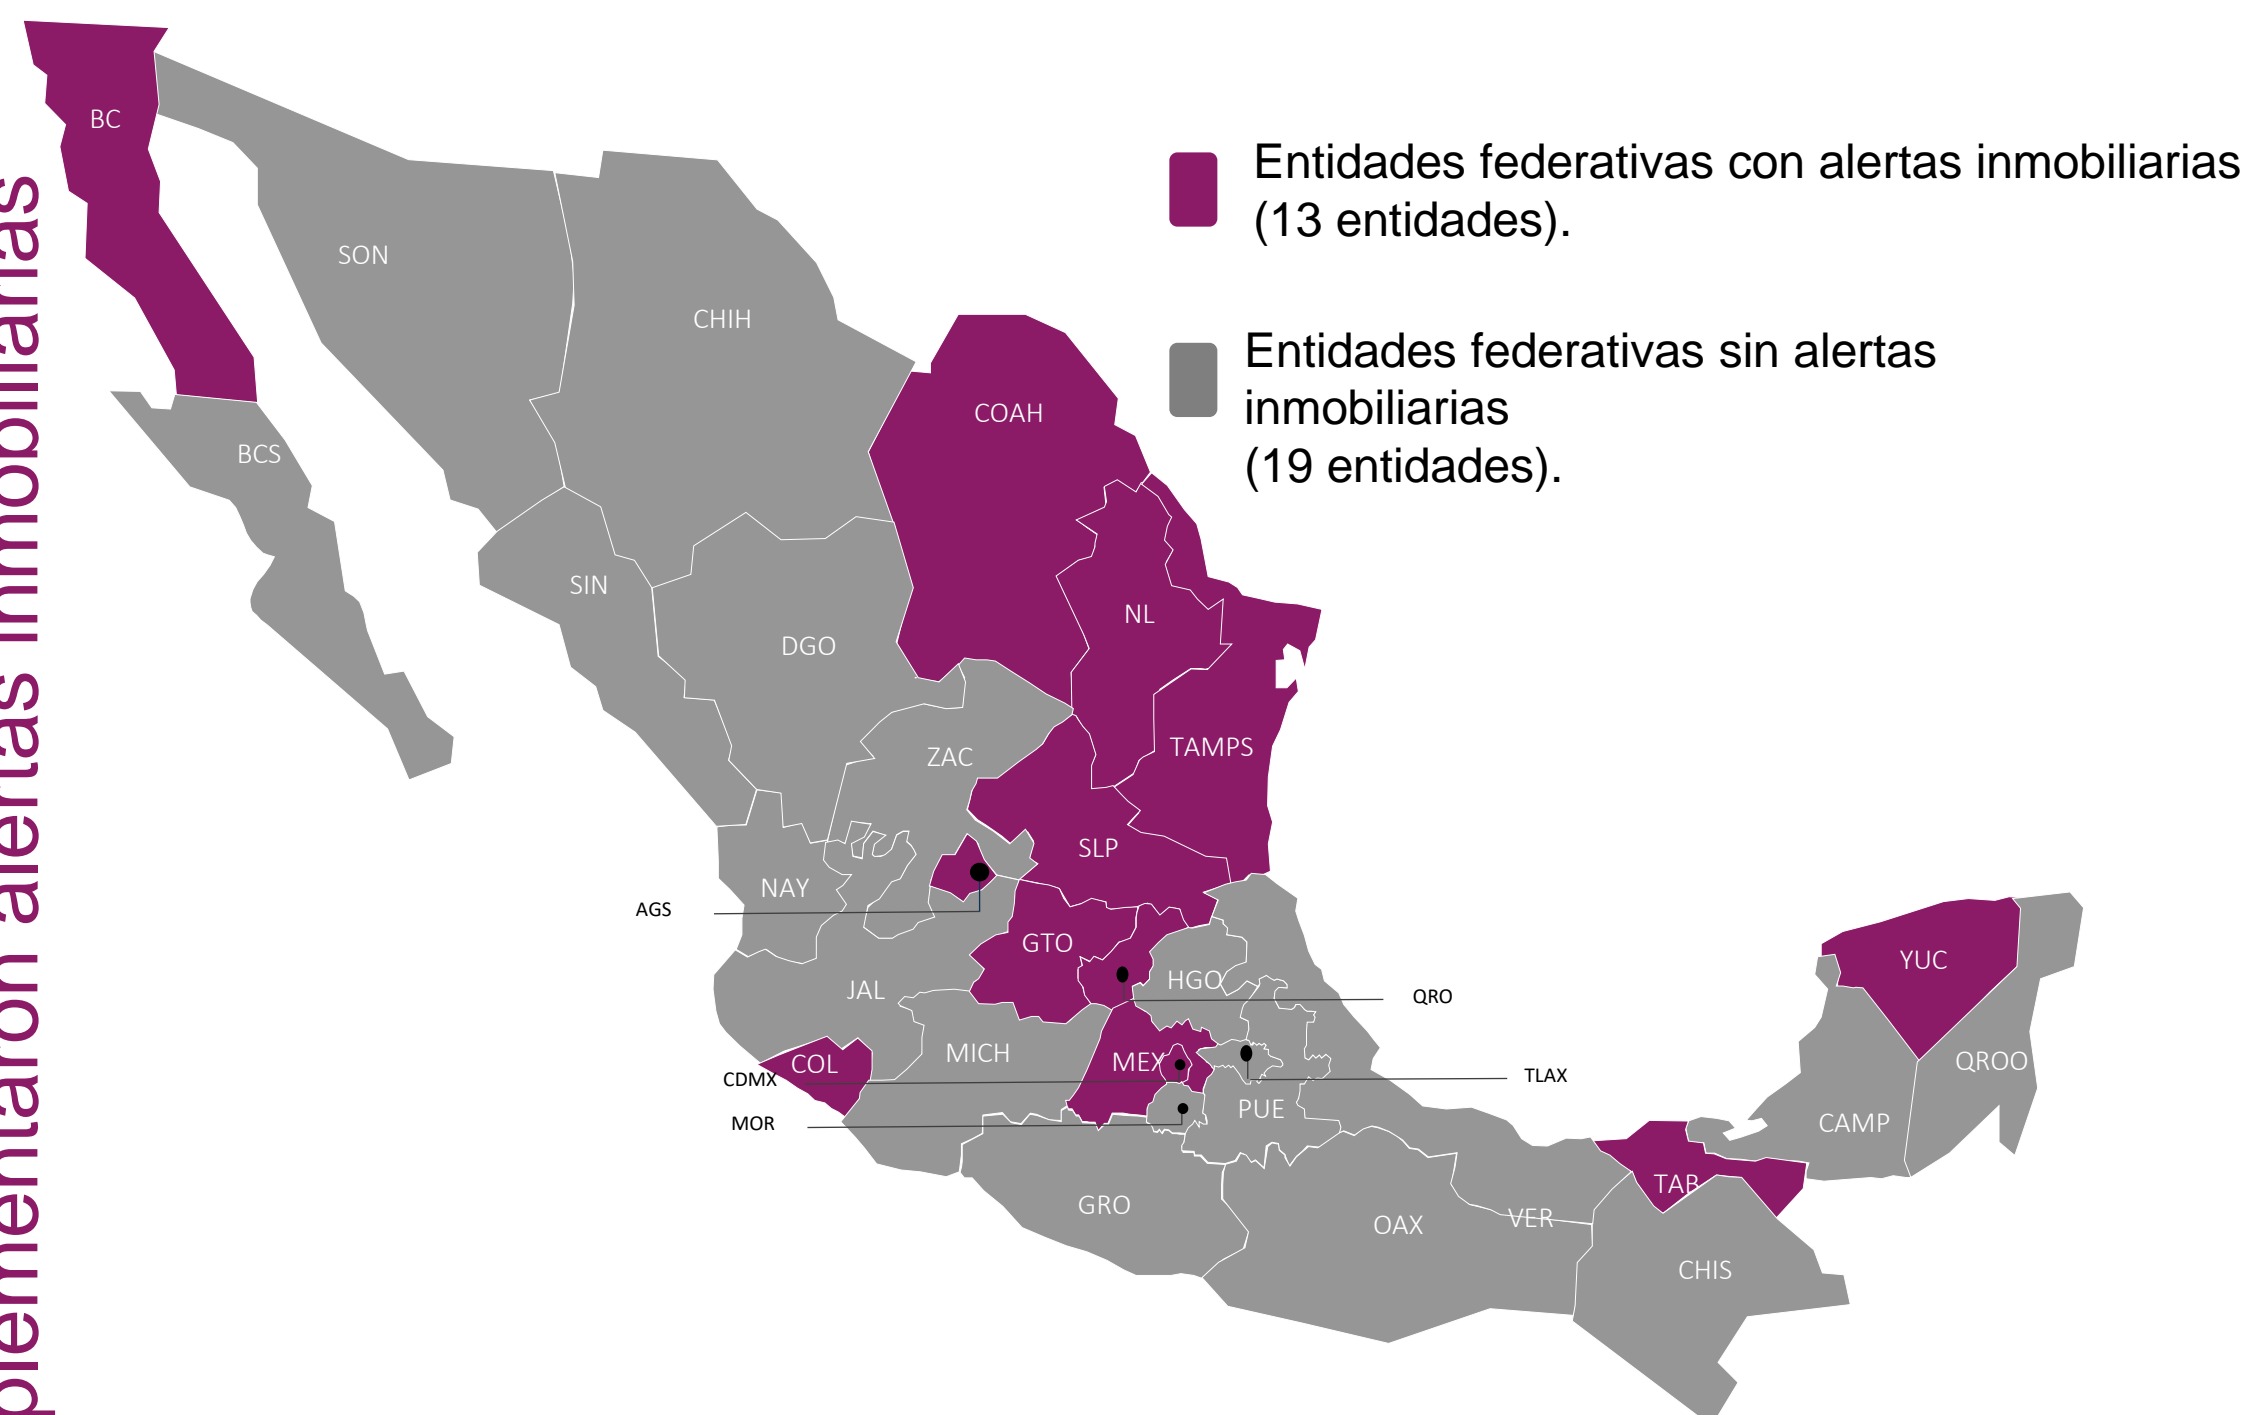 plementaron alertas inmobiliarias
Entidades federativas con alertas inmobiliarias
(13 entidades).
Entidades federativas sin alertas
inmobiliarias
(19 entidades).
BC
SON
CHIH
COAH
BCS
SIN
NL
DGO
TAMPS
ZAC
SLP
NAY
AGS
GTO
YUC
HGO
JAL
QRO
MICH
MEX
COL
QROO
CDMX
TLAX
PUE
MOR
CAMP
TAB
GRO
VER
OAX
CHIS